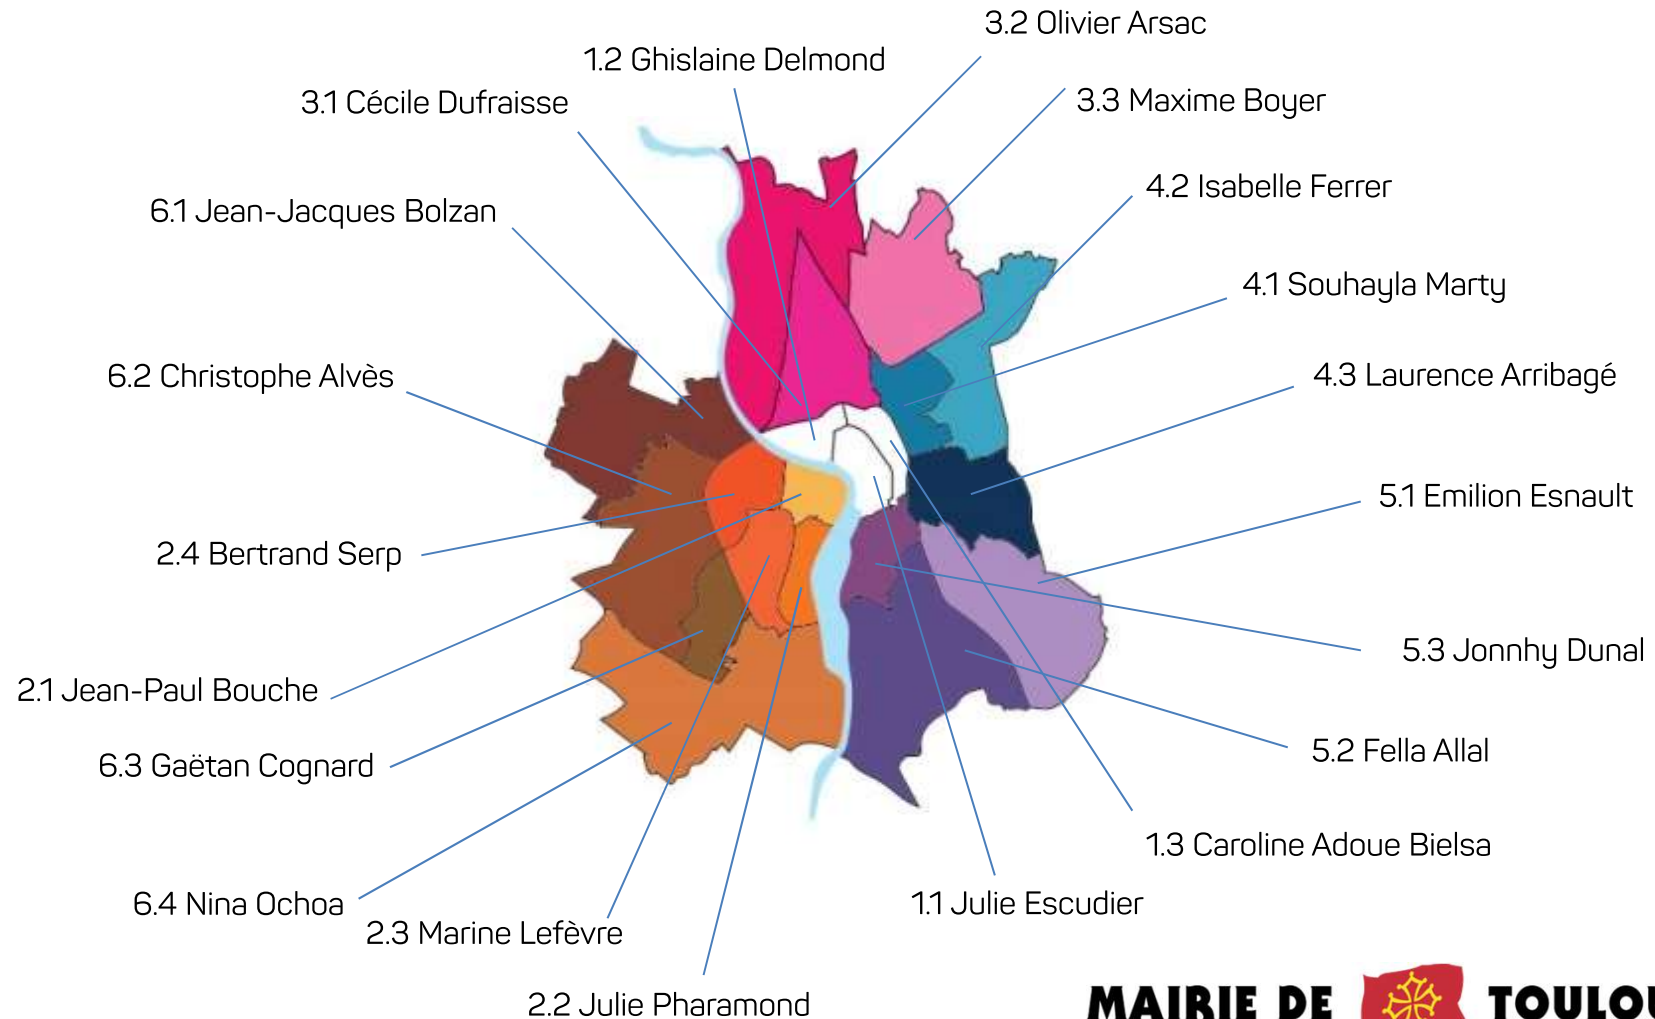 3.2 Olivier Arsac
1.2 Ghislaine Delmond
3.1 Cécile Dufraisse
3.3 Maxime Boyer
4.2 Isabelle Ferrer
6.1 Jean-Jacques Bolzan
4.1 Souhayla Marty
6.2 Christophe Alvès
4.3 Laurence Arribagé
5.1 Emilion Esnault
2.4 Bertrand Serp
5.3 Jonnhy Dunal
2.1 Jean-Paul Bouche
5.2 Fella Allal
6.3 Gaëtan Cognard
1.3 Caroline Adoue Bielsa
6.4 Nina Ochoa
1.1 Julie Escudier
2.3 Marine Lefèvre
2.2 Julie Pharamond
MAIRIE DE TOULOU